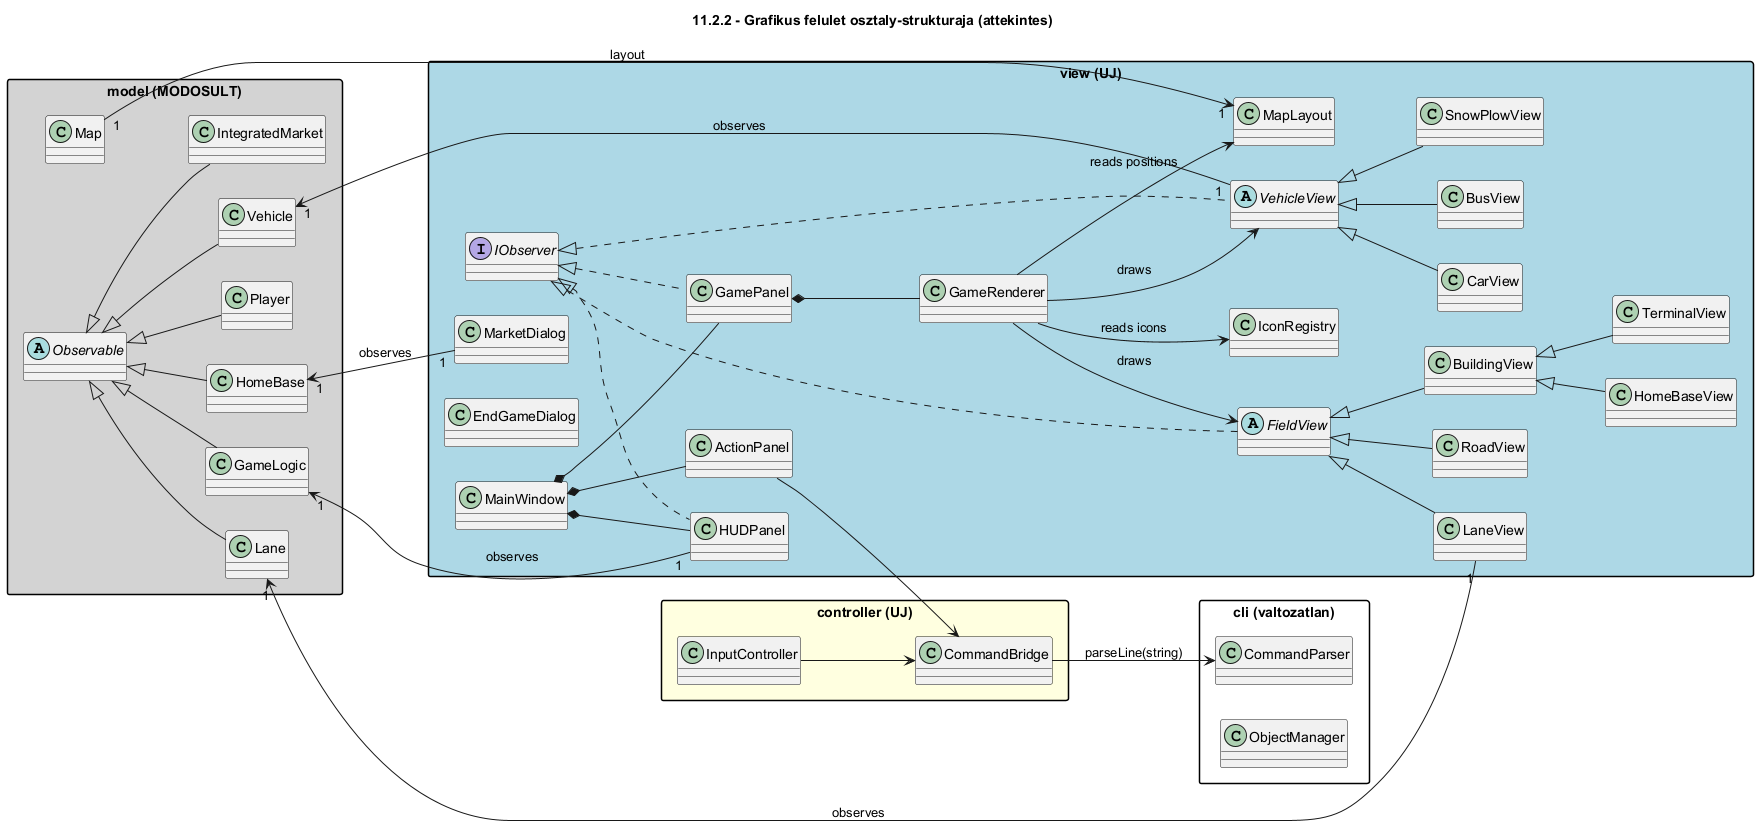 11.2.2 - Grafikus felulet osztaly-strukturaja (attekintes)
layout
view (UJ)
model (MODOSULT)
C Map
1
C IntegratedMarket
observes
1
C MapLayout
C SnowPlowView
reads positions
C Vehicle
1
1
A VehicleView
C BusView
I IObserver
C Player
C GamePanel
C GameRenderer
draws
C CarView
A Observable
C MarketDialog
observes
1
reads icons
C IconRegistry
C TerminalView
C HomeBase
1
draws
C BuildingView
C HomeBaseView
C EndGameDialog
A FieldView
C GameLogic
1
C ActionPanel
C RoadView
C MainWindow
C Lane
1
observes
C HUDPanel
1
C LaneView
1
controller (UJ)
cli (valtozatlan)
C InputController
C CommandBridge
parseLine(string)
C CommandParser
C ObjectManager
observes